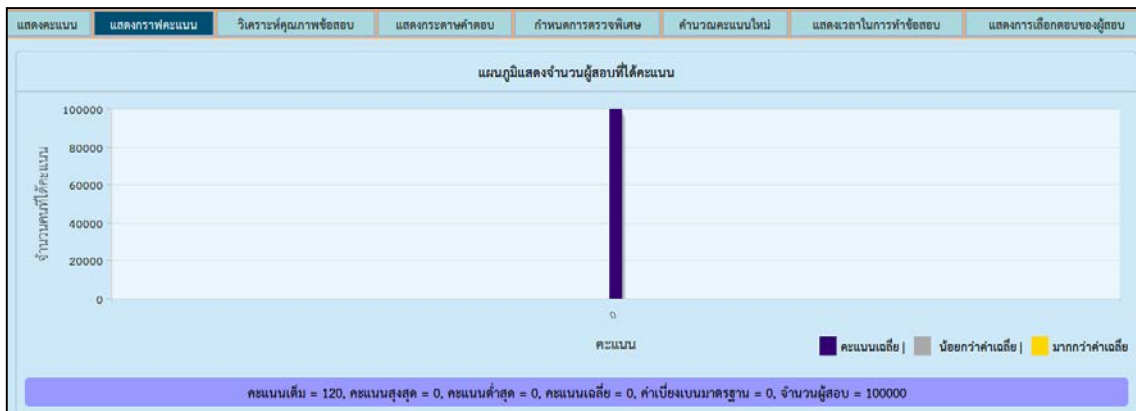 แสดงคะแนน แสดงกราฟคะแนน วิเคราะห์คุณภาพข้อสอบ แสดงกระดาษคำตอบ กำหนดการตรวจพิเศษ คำนวณคะแนนใหม่ แสดงเวลาในการทำข้อสอบ แสดงการเลือกตอบของผู้สอบ
แผนภูมิแสดงจำนวนผู้สอบที่ได้คะแนน
จำนวนคนที่ได้คะแนน
100000
80000
60000
40000
20000
0
0
คะแนน
คะแนนเฉลี่ย | น้อยกว่าค่าเฉลี่ย | มากกว่าค่าเฉลี่ย
คะแนนเต็ม = 120, คะแนนสูงสุด = 0, คะแนนต่ำสุด = 0, คะแนนเฉลี่ย = 0, ค่าเบี่ยงเบนมาตรฐาน = 0, จำนวนผู้สอบ = 100000